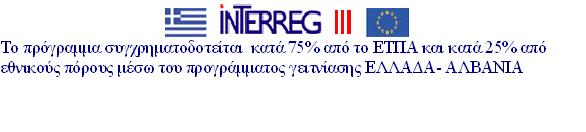 iNTERREG III
Το πρόγραμμα συγχρηματοδοτείται κατά 75% από το ΕΤΠΑ και κατά 25% από
εθνικούς πόρους μέσω του προγράμματος γειτνίασης ΕΛΛΑΔΑ- ΑΛΒΑΝΙΑ